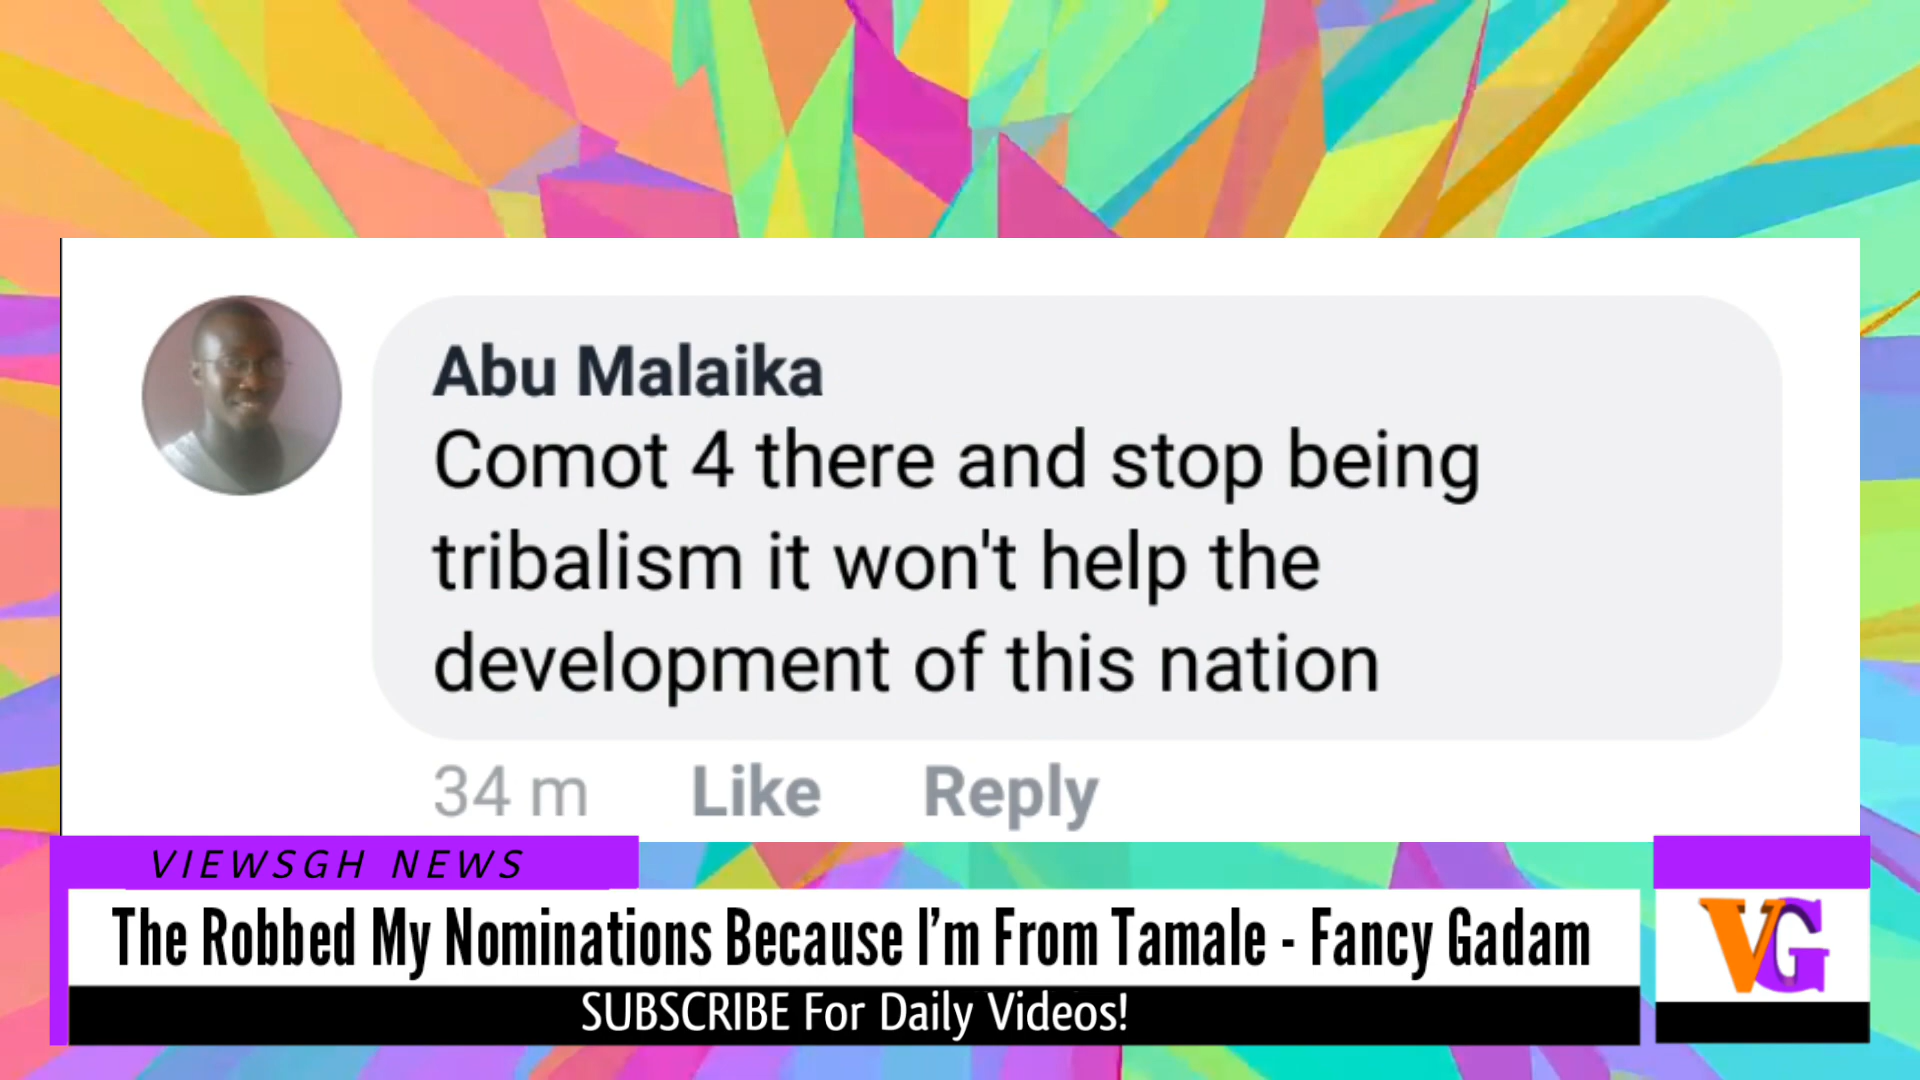 Abu Malaika
Comot 4 there and stop being
tribalism it won't help the
development of this nation
34 m Like Reply
VIEWSGH NEWS
The Robbed My Nominations Because I'm From Tamale - Fancy Gadam
SUBSCRIBE For Daily Videos!
VG